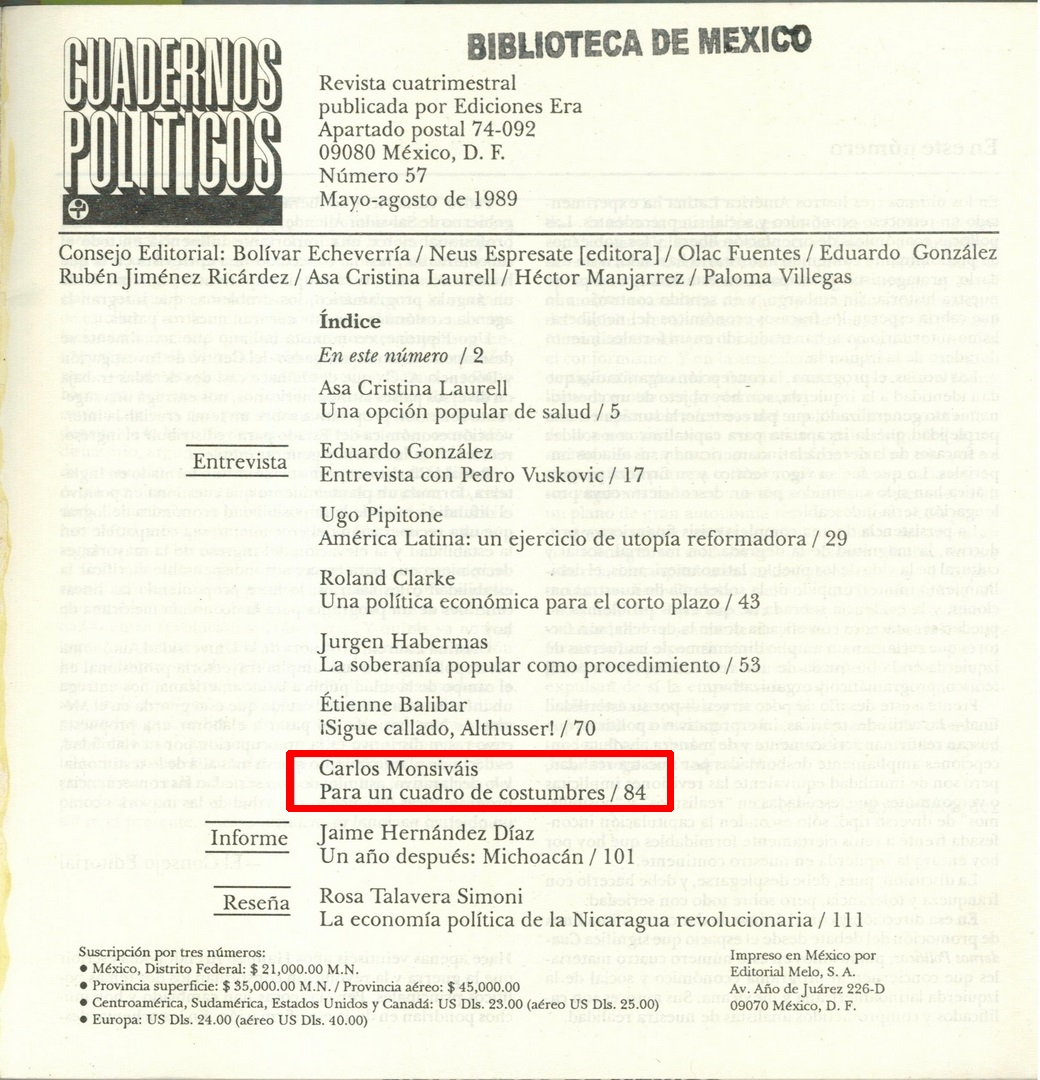 CUADERNOS
POLÍTICOS
BIBLIOTECA DE MEXICO
Revista cuatrimestral
publicada por Ediciones Era
Apartado postal 74-092
09080 México, D. F.
Número 57
Mayo-agosto de 1989
Consejo Editorial: Bolívar Echeverría / Neus Espresate [editora] / Olac Fuentes / Eduardo González
Rubén Jiménez Ricárdez / Asa Cristina Laurell / Héctor Manjarrez / Paloma Villegas
Índice
En este número / 2
Asa Cristina Laurell
Una opción popular de salud / 5
Entrevista
Eduardo González
Entrevista con Pedro Vuskovic / 17
Ugo Pipitone
América Latina: un ejercicio de utopía reformadora / 29
Roland Clarke
Una política económica para el corto plazo / 43
Jurgen Habermas
La soberanía popular como procedimiento / 53
Étienne Balibar
¡Sigue callado, Althusser! / 70
Carlos Monsiváis
Para un cuadro de costumbres / 84
Informe
Jaime Hernández Díaz
Un año después: Michoacán / 101
Reseña
Rosa Talavera Simoni
La economía política de la Nicaragua revolucionaria / 111
Suscripción por tres números:
● México, Distrito Federal: $ 21,000.00 M.N.
● Provincia superficie: $ 35,000.00 M.N. / Provincia aéreo: $ 45,000.00
● Centroamérica, Sudamérica, Estados Unidos y Canadá: US Dls. 23.00 (aéreo US Dls. 25.00)
● Europa: US Dls. 24.00 (aéreo US Dls. 40.00)
Impreso en México por
Editorial Melo, S. A.
Av. Año de Juárez 226-D
09070 México, D. F.